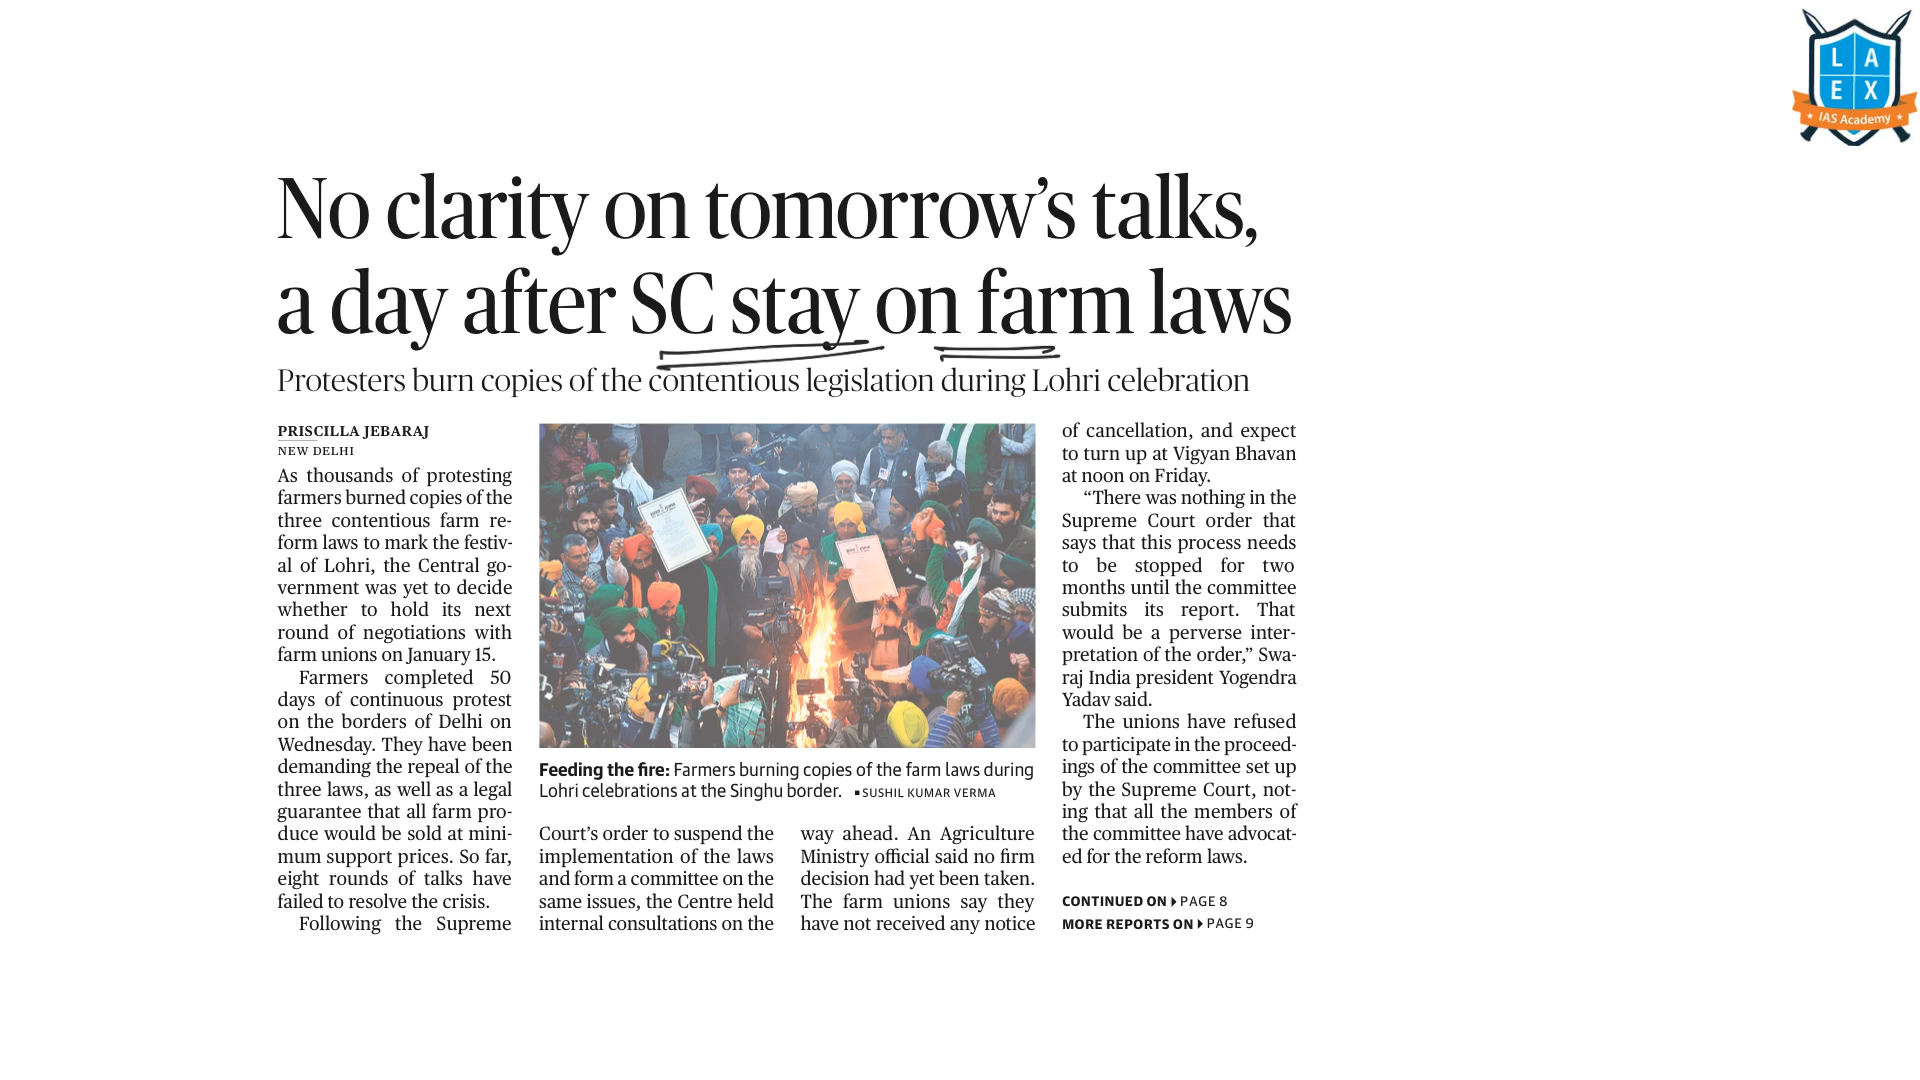 L A
E X
IAS Academy
No clarity on tomorrow's talks,
a day after SC stay on farm laws
Protesters burn copies of the contentious legislation during Lohri celebration
PRISCILLA JEBARAJ
NEW DELHI
As thousands of protesting
farmers burned copies of the
three contentious farm re-
form laws to mark the festiv-
al of Lohri, the Central go-
vernment was yet to decide
whether to hold its next
round of negotiations with
farm unions on January 15.
Farmers completed 50
days of continuous protest
on the borders of Delhi on
Wednesday. They have been
demanding the repeal of the
three laws, as well as a legal
guarantee that all farm pro-
duce would be sold at mini-
mum support prices. So far,
eight rounds of talks have
failed to resolve the crisis.
Following the Supreme
Feeding the fire: Farmers burning copies of the farm laws during
Lohri celebrations at the Singhu border. ▪ SUSHIL KUMAR VERMA
Court's order to suspend the
implementation of the laws
and form a committee on the
same issues, the Centre held
internal consultations on the
way ahead. An Agriculture
Ministry official said no firm
decision had yet been taken.
The farm unions say they
have not received any notice
of cancellation, and expect
to turn up at Vigyan Bhavan
at noon on Friday.
“There was nothing in the
Supreme Court order that
says that this process needs
to be stopped for two
months until the committee
submits its report. That
would be a perverse inter-
pretation of the order,” Swa-
raj India president Yogendra
Yadav said.
The unions have refused
to participate in the proceed-
ings of the committee set up
by the Supreme Court, not-
ing that all the members of
the committee have advocat-
ed for the reform laws.
CONTINUED ON ▸ PAGE 8
MORE REPORTS ON ▸ PAGE 9